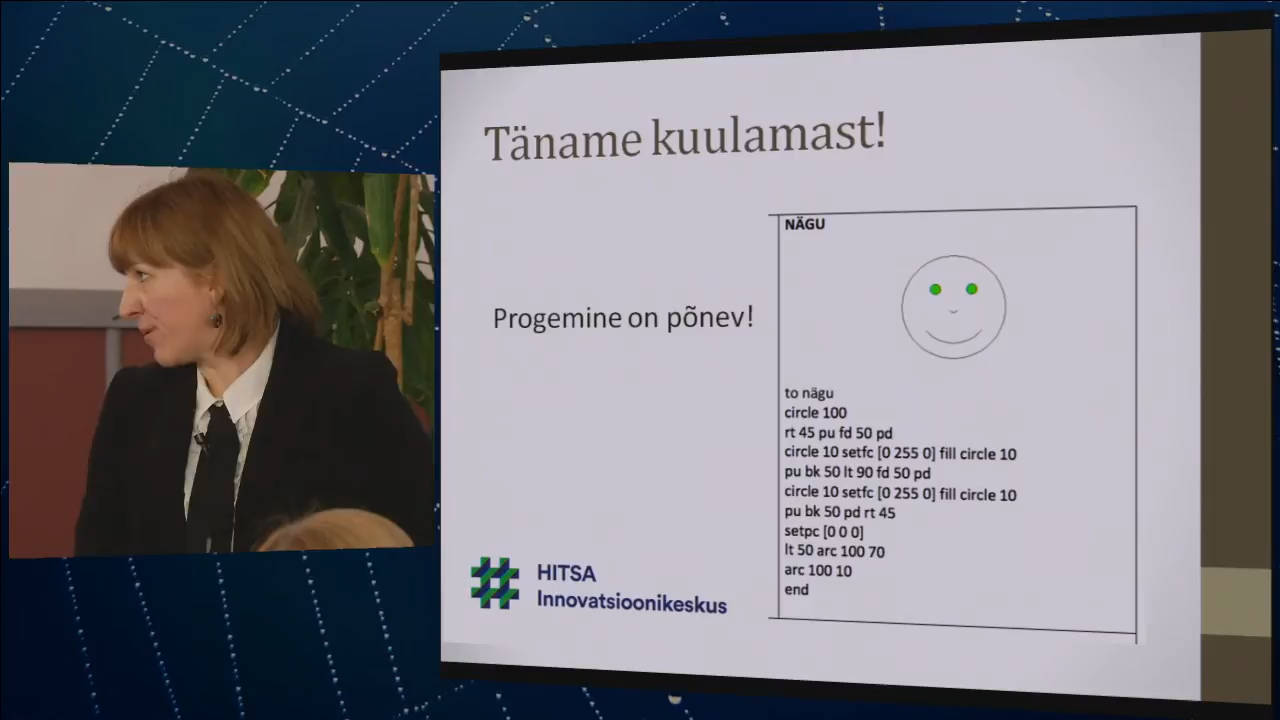 Täname kuulamast!
Progemine on põnev!
NÄGU
to nägu
circle 100
rt 45 pu fd 50 pd
circle 10 setfc [0 255 0] fill circle 10
pu bk 50 lt 90 fd 50 pd
circle 10 setfc [0 255 0] fill circle 10
pu bk 50 pd rt 45
setpc [0 0 0]
lt 50 arc 100 70
arc 100 10
end
HITSA
Innovatsioonikeskus